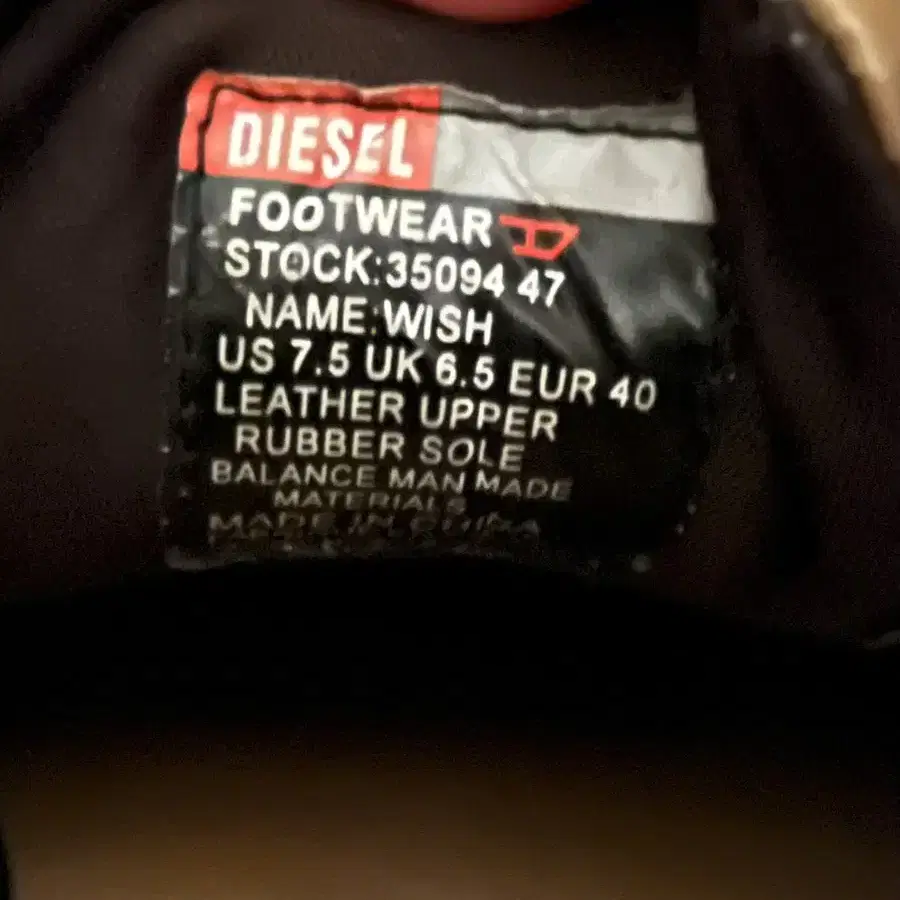 DIESEL
FOOTWEAR
STOCK:35094 47
NAME:WISH
US 7.5 UK 6.5 EUR 40
LEATHER UPPER
RUBBER SOLE
BALANCE MAN MADE
MATERIALS
MADE IN CHINA